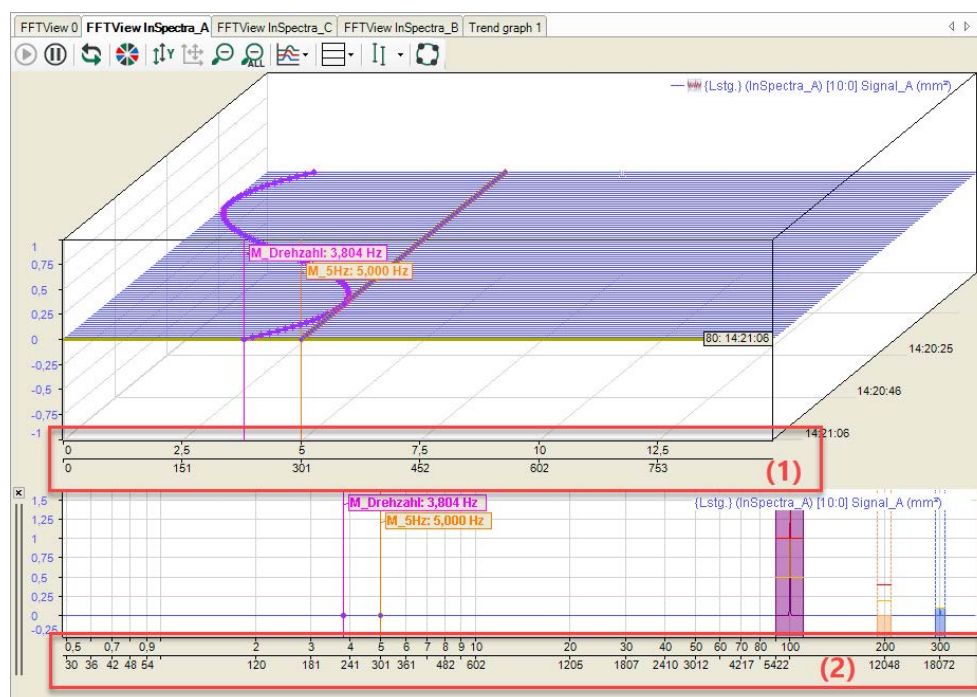 FFTView 0 FFTView InSpectra_A FFTView InSpectra_C FFTView InSpectra_B Trend graph 1
Y
ALL
{Lstg.} (InSpectra_A) [10:0] Signal_A (mm²)
1
M_Drehzahl: 3,804 Hz
0,75
M_5Hz: 5,000 Hz
0,5
0,25
0
80: 14:21:06
14:20:25
-0,25
-0,5
14:20:46
-0,75
-1
14:21:06
0 2,5 5 7,5 10 12,5
0 151 301 452 602 753
(1)
1,5
M_Drehzahl: 3,804 Hz
{Lstg.} (InSpectra_A) [10:0] Signal_A (mm²)
1,25
M_5Hz: 5,000 Hz
1
0,75
0,5
0,25
0
-0,25
0,5 0,7 0,9 2 3 4 5 6 7 8 9 10 20 30 40 50 60 70 80 100 200 300
30 36 42 48 54 120 181 241 301 361 482 602 1205 1807 2410 3012 4217 5422 12048 18072
(2)